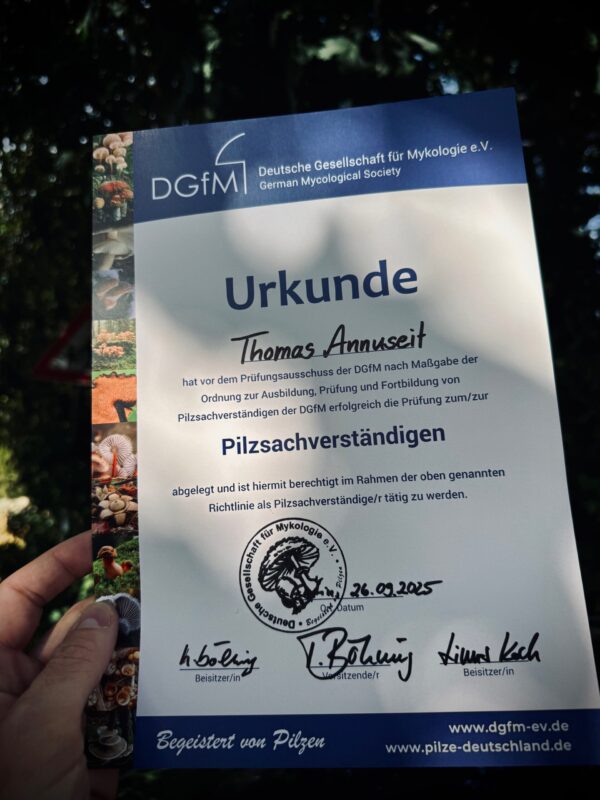 DGfM
Deutsche Gesellschaft für Mykologie e.V.
German Mycological Society
Urkunde
Thomas Annuseit
hat vor dem Prüfungsausschuss der DGfM nach Maßgabe der
Ordnung zur Ausbildung, Prüfung und Fortbildung von
Pilzsachverständigen der DGfM erfolgreich die Prüfung zum/zur
Pilzsachverständigen
abgelegt und ist hiermit berechtigt im Rahmen der oben genannten
Richtlinie als Pilzsachverständige/r tätig zu werden.
Deutsche Gesellschaft für Mykologie e.V.
26.09.2025
Datum
T. Böhning
Beisitzer/in
Vorsitzende/r
Beisitzer/in
Begeistert von Pilzen
www.dgfm-ev.de
www.pilze-deutschland.de